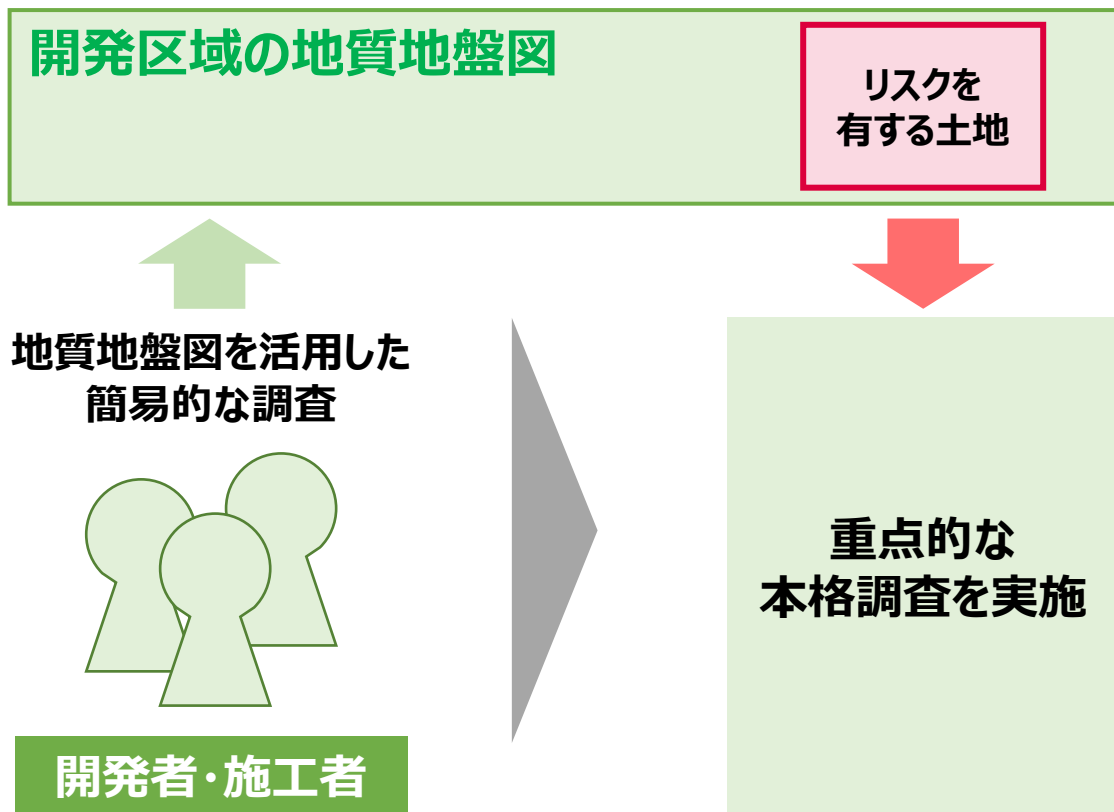 開発区域の地質地盤図
リスクを
有する土地
地質地盤図を活用した
簡易的な調査
開発者・施工者
重点的な
本格調査を実施